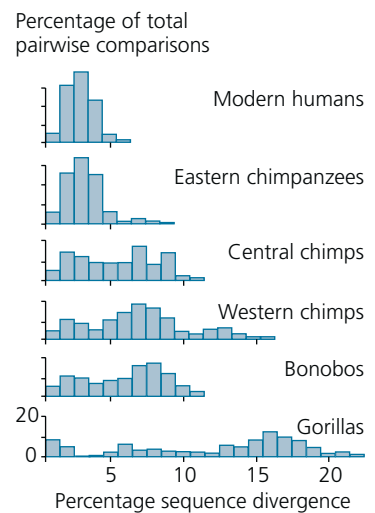 Percentage of total
pairwise comparisons
Modern humans
Eastern chimpanzees
Central chimps
Western chimps
Bonobos
Gorillas
20
0
5 10 15 20
Percentage sequence divergence